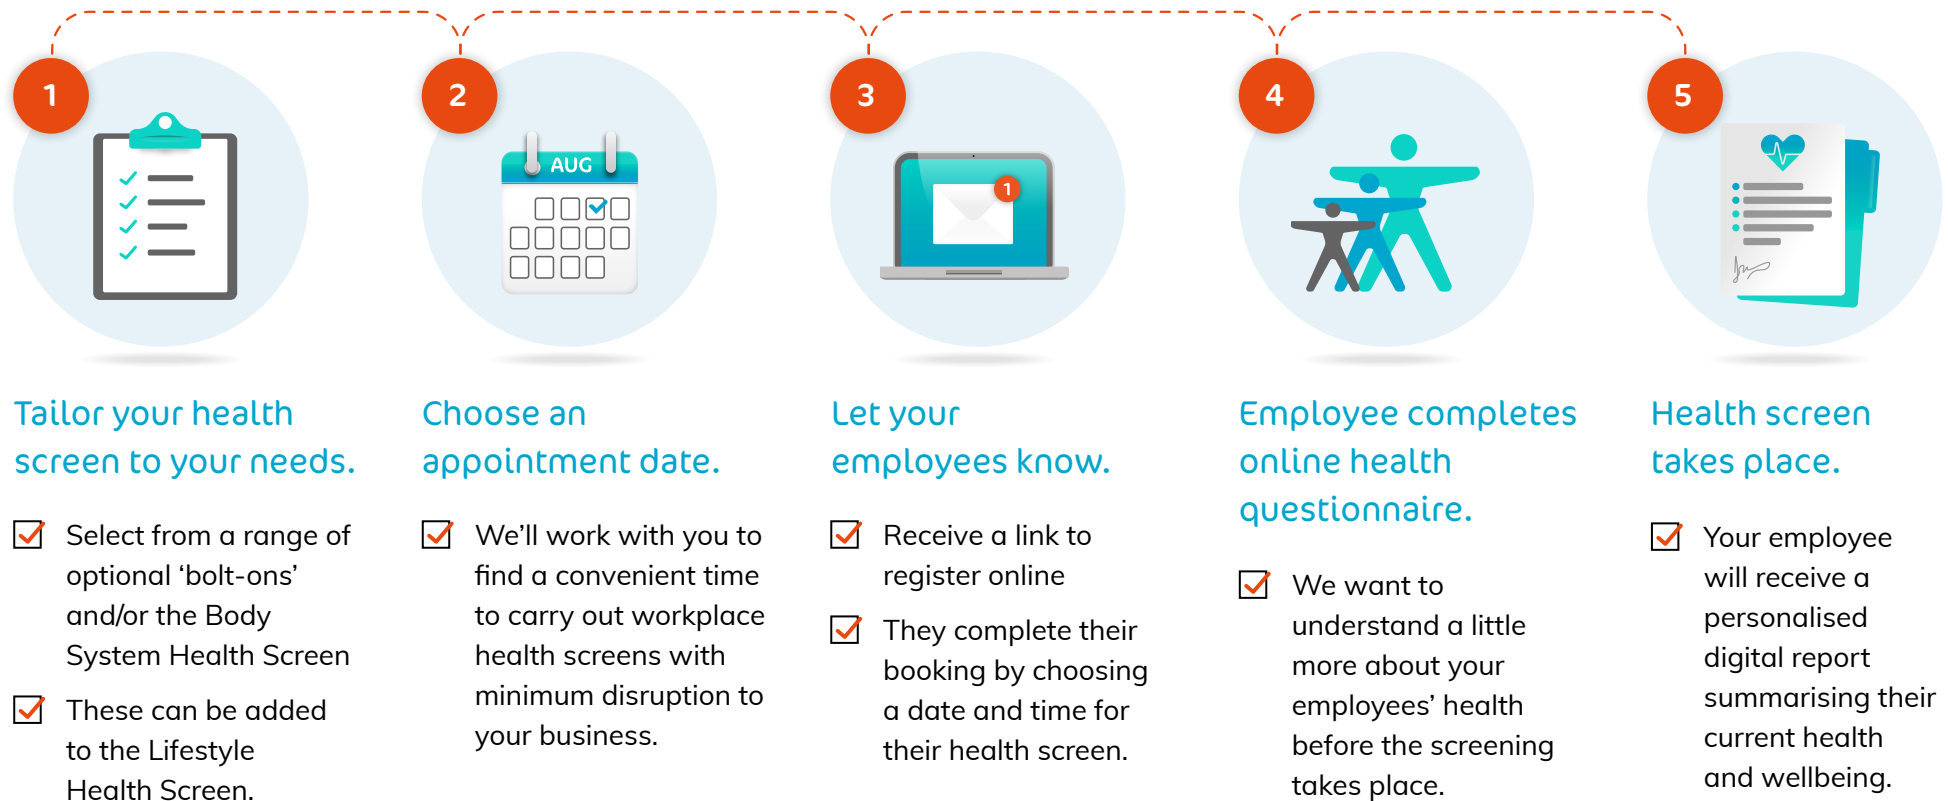 1
2
3
4
5
AUG
1
Tailor your health
screen to your needs.
Select from a range of
optional ‘bolt-ons’
and/or the Body
System Health Screen
These can be added
to the Lifestyle
Health Screen.
Choose an
appointment date.
We’ll work with you to
find a convenient time
to carry out workplace
health screens with
minimum disruption to
your business.
Let your
employees know.
Receive a link to
register online
They complete their
booking by choosing
a date and time for
their health screen.
Employee completes
online health
questionnaire.
We want to
understand a little
more about your
employees’ health
before the screening
takes place.
Health screen
takes place.
Your employee
will receive a
personalised
digital report
summarising their
current health
and wellbeing.